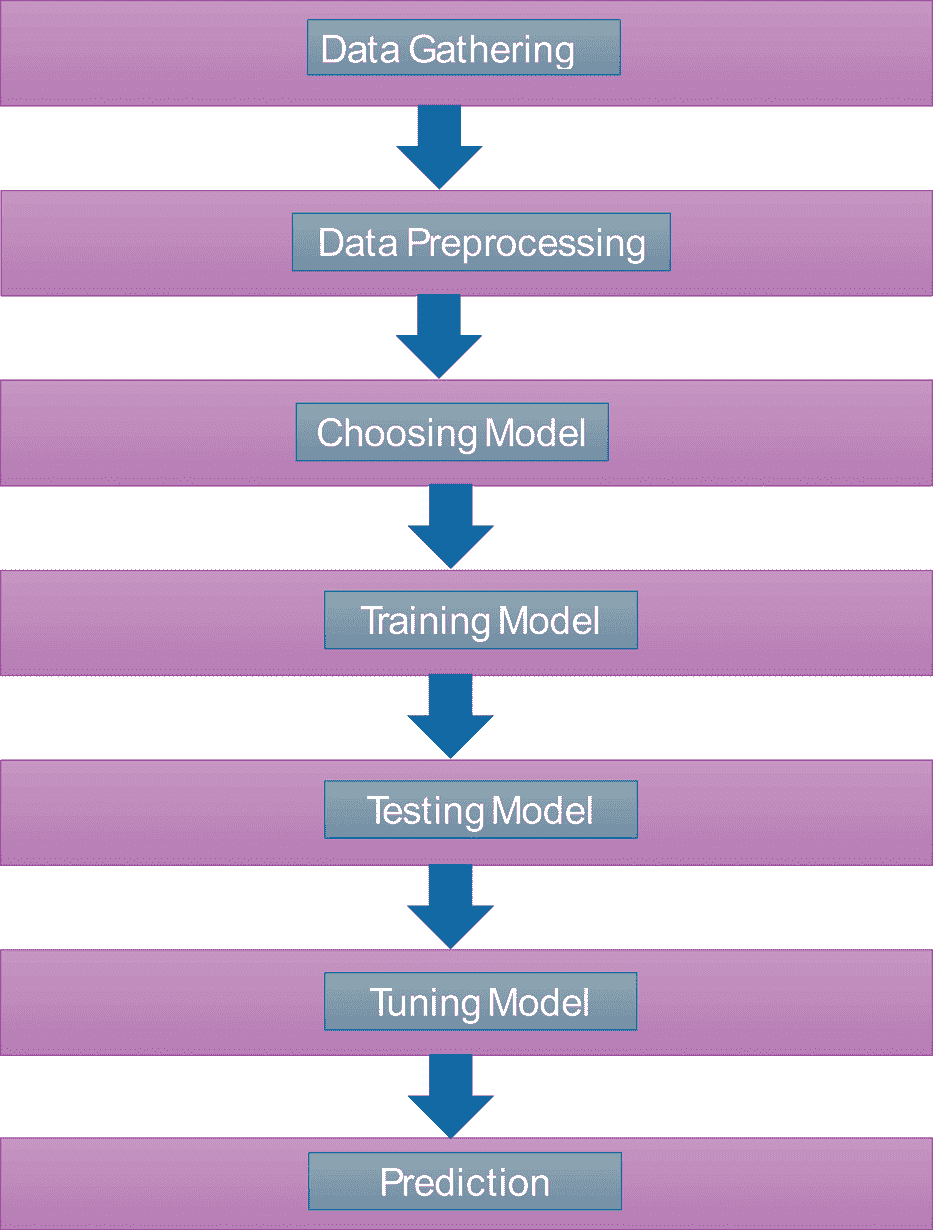 Data Gathering
Data Preprocessing
Choosing Model
Training Model
Testing Model
Tuning Model
Prediction